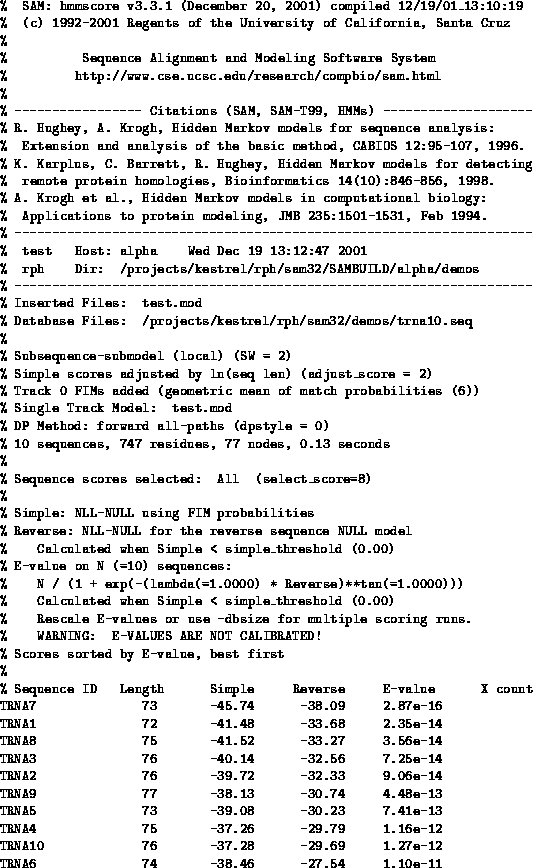 %  SAM: hmmscore v3.3.1 (December 20, 2001) compiled 12/19/01_13:10:19
%  (c) 1992-2001 Regents of the University of California, Santa Cruz
%
%          Sequence Alignment and Modeling Software System
%         http://www.cse.ucsc.edu/research/compbio/sam.html
%
% ----------------- Citations (SAM, SAM-T99, HMMs) --------------------
% R. Hughey, A. Krogh, Hidden Markov models for sequence analysis:
%  Extension and analysis of the basic method, CABIOS 12:95-107, 1996.
% K. Karplus, C. Barrett, R. Hughey, Hidden Markov models for detecting
%  remote protein homologies, Bioinformatics 14(10):846-856, 1998.
% A. Krogh et al., Hidden Markov models in computational biology:
%  Applications to protein modeling, JMB 235:1501-1531, Feb 1994.
% ---------------------------------------------------------------------
%  test   Host: alpha    Wed Dec 19 13:12:47 2001
%  rph    Dir:  /projects/kestrel/rph/sam32/SAMBUILD/alpha/demos
% ---------------------------------------------------------------------
% Inserted Files:  test.mod
% Database Files:  /projects/kestrel/rph/sam32/demos/trna10.seq
%
% Subsequence-submodel (local) (SW = 2)
% Simple scores adjusted by ln(seq len) (adjust_score = 2)
% Track 0 FIMs added (geometric mean of match probabilities (6))
% Single Track Model:  test.mod
% DP Method: forward all-paths (dpstyle = 0)
% 10 sequences, 747 residues, 77 nodes, 0.13 seconds
%
% Sequence scores selected:  All  (select_score=8)
%
% Simple: NLL-NULL using FIM probabilities
% Reverse: NLL-NULL for the reverse sequence NULL model
%    Calculated when Simple < simple_threshold (0.00)
% E-value on N (=10) sequences:
%    N / (1 + exp(-(lambda(=1.0000) * Reverse)**tau(=1.0000)))
%    Calculated when Simple < simple_threshold (0.00)
%    Rescale E-values or use -dbsize for multiple scoring runs.
%    WARNING:  E-VALUES ARE NOT CALIBRATED!
% Scores sorted by E-value, best first
%
% Sequence ID   Length      Simple     Reverse     E-value      X count
TRNA7              73       -45.74      -38.09    2.87e-16
TRNA1              72       -41.48      -33.68    2.35e-14
TRNA8              75       -41.52      -33.27    3.56e-14
TRNA3              76       -40.14      -32.56    7.25e-14
TRNA2              76       -39.72      -32.33    9.06e-14
TRNA9              77       -38.13      -30.74    4.48e-13
TRNA5              73       -39.08      -30.23    7.41e-13
TRNA4              75       -37.26      -29.79    1.16e-12
TRNA10             76       -37.28      -29.69    1.27e-12
TRNA6              74       -38.46      -27.54    1.10e-11